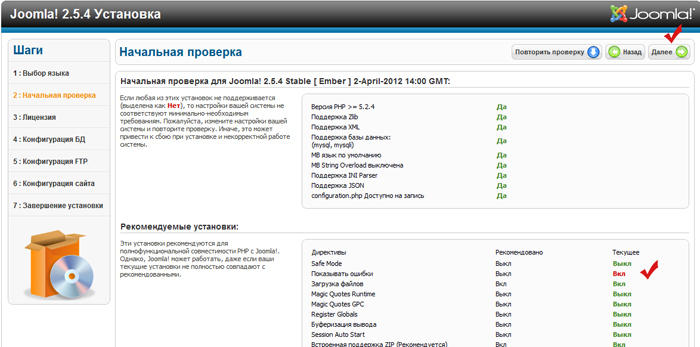 Joomla! 2.5.4 Установка
Joomla!
Шаги
1 : Выбор языка
2 : Начальная проверка
3 : Лицензия
4 : Конфигурация БД
5 : Конфигурация FTP
6 : Конфигурация сайта
7 : Завершение установки
Начальная проверка
Повторить проверку
Назад
Далее
Начальная проверка для Joomla! 2.5.4 Stable [ Ember ] 2-April-2012 14:00 GMT:
Если любая из этих установок не поддерживается
(выделена как Нет), то настройки вашей системы не
соответствуют минимально-необходимым
требованиям. Пожалуйста, измените настройки вашей
системы и повторите проверку. Иначе, это может
привести к сбою при установке и некорректной работе
системы.
Версия PHP >= 5.2.4 Да
Поддержка Zlib Да
Поддержка XML Да
Поддержка базы данных: Да
(mysql, mysqli)
MB язык по умолчанию Да
MB String Overload выключена Да
Поддержка INI Parser Да
Поддержка JSON Да
configuration.php Доступно на запись Да
Рекомендуемые установки:
Эти установки рекомендуются для
полнофункциональной совместимости PHP с Joomla!.
Однако, Joomla! может работать, даже если ваши
текущие установки не полностью совпадают с
рекомендованными.
Директивы Рекомендовано Текущее
Safe Mode Выкл Выкл
Показывать ошибки Выкл Вкл
Загрузка файлов Вкл Вкл
Magic Quotes Runtime Выкл Выкл
Magic Quotes GPC Выкл Выкл
Register Globals Выкл Выкл
Буферизация вывода Выкл Выкл
Session Auto Start Выкл Выкл
Встроенная поддержка ZIP (Рекомендуется) Вкл Вкл